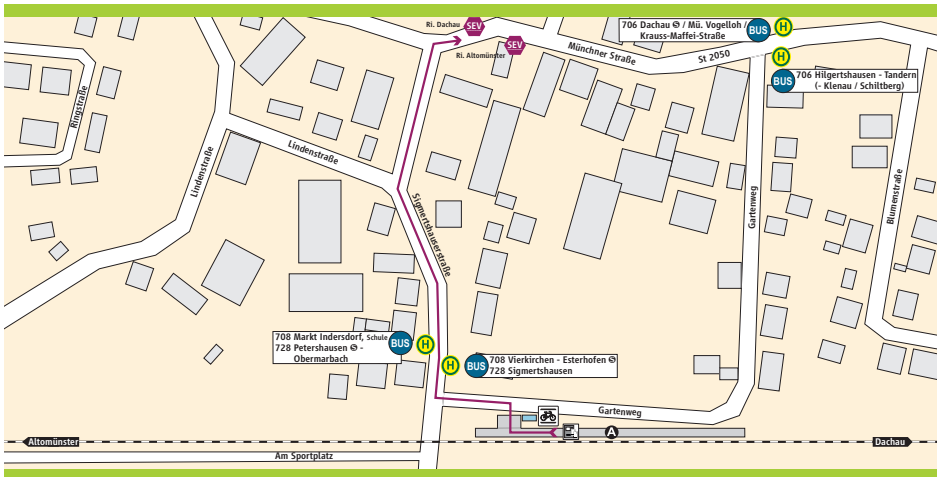 Ri. Dachau
SEV
Ri. Altomünster
SEV
706 Dachau S / Mü. Vogelloh /
Krauss-Maffei-Straße
BUS
H
Münchner Straße
St 2050
H
BUS
706 Hilgertshausen - Tandern
(- Klenau / Schiltberg)
Ringstraße
Lindenstraße
Lindenstraße
Sigmertshauserstraße
Gartenweg
Blumenstraße
708 Markt Indersdorf, Schule
728 Petershausen S -
Obermarbach
BUS
H
H
BUS
708 Vierkirchen - Esterhofen S
728 Sigmertshausen
Gartenweg
A
Altomünster
Dachau
Am Sportplatz